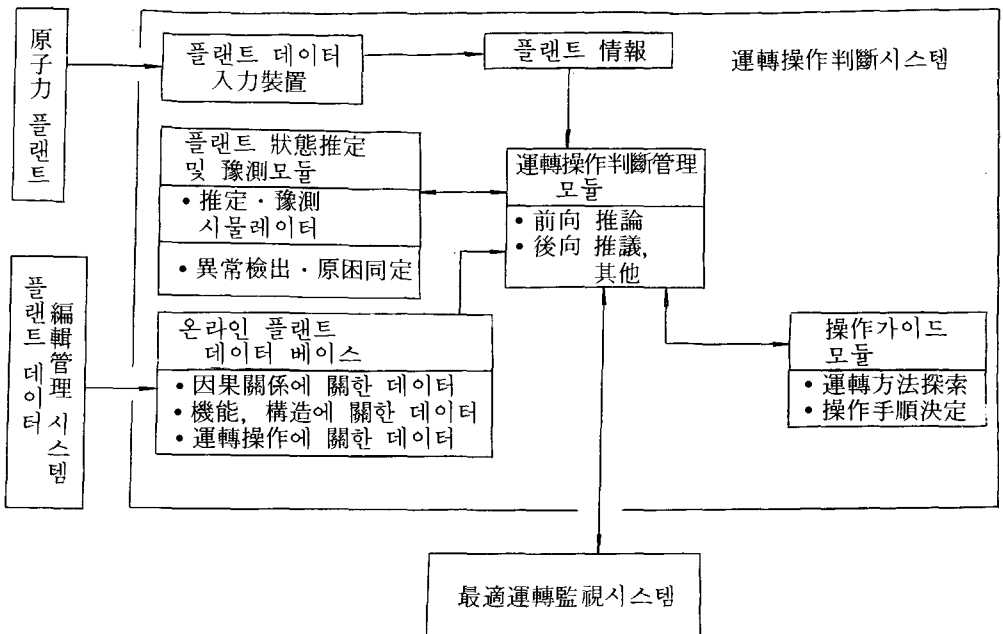 原子力 플랜트
플랜트 데이터
入力裝置
플랜트 情報
運轉操作判斷시스템
플랜트 狀態推定
및 豫測모듈
• 推定·豫測
시물레이터
• 異常檢出·原因同定
運轉操作判斷管理
모듈
• 前向 推論
• 後向 推議,
其他
플랜트 데이터
編輯管理 시스템
온라인 플랜트
데이터 베이스
• 因果關係에 關한 데이터
• 機能, 構造에 關한 데이터
• 運轉操作에 關한 데이터
操作가이드
모듈
• 運轉方法探索
• 操作手順決定
最適運轉監視시스템